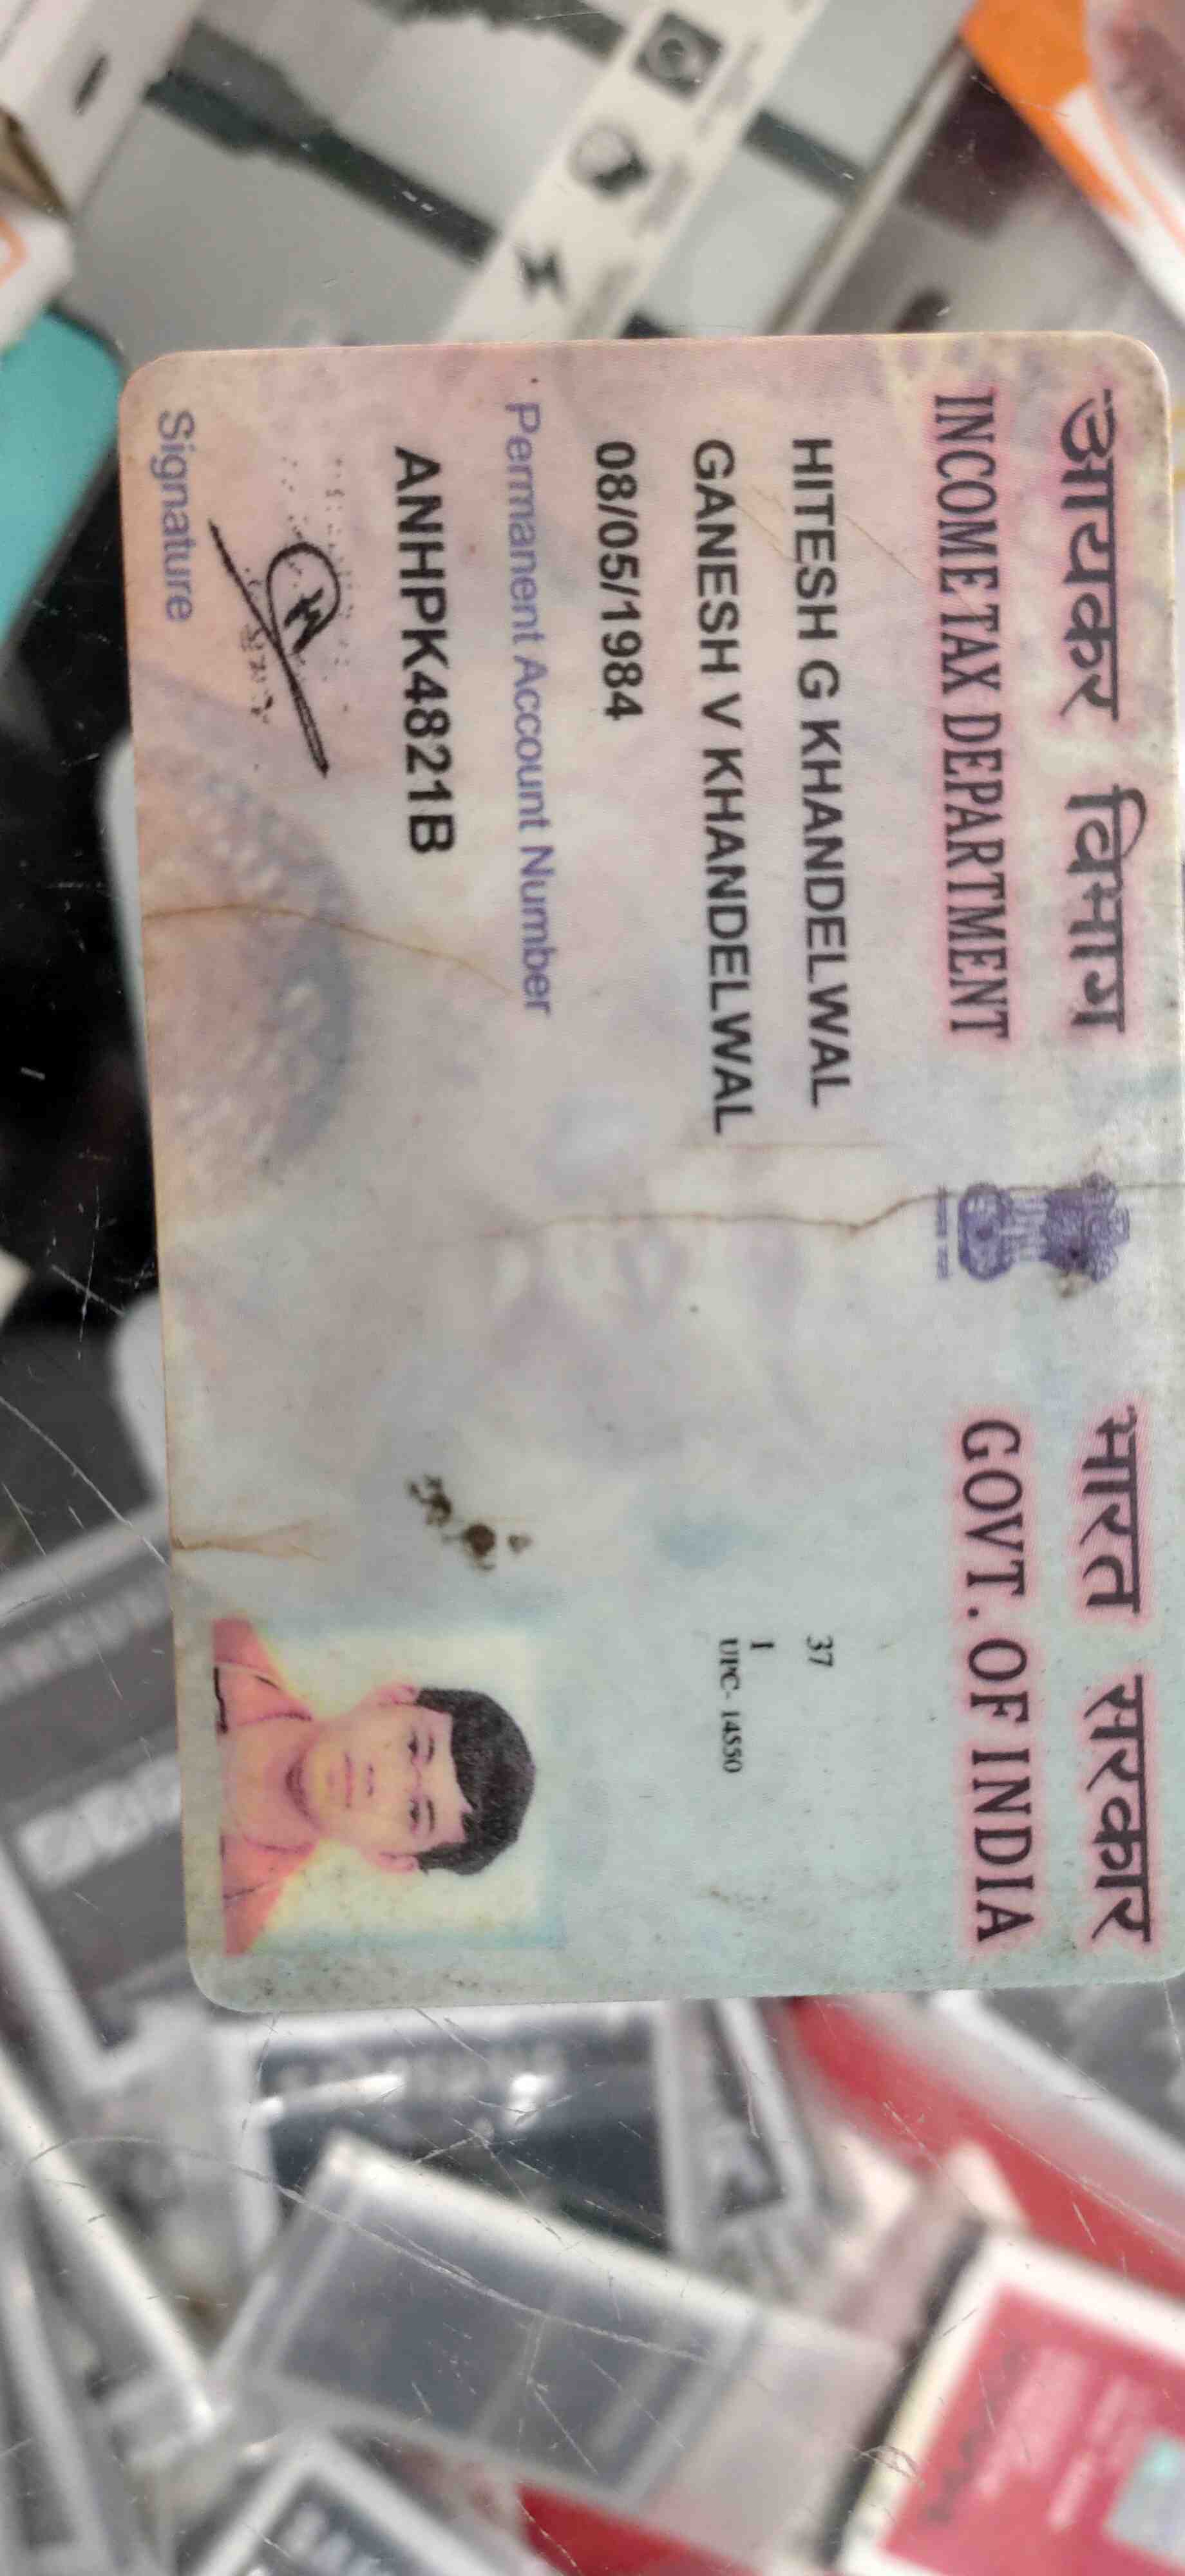 आयकर विभाग
INCOME TAX DEPARTMENT
भारत सरकार
GOVT. OF INDIA
HITESH G KHANDELWAL
GANESH V KHANDELWAL
08/05/1984
Permanent Account Number
ANHPK4821B
Signature
37
1
UPC- 14550